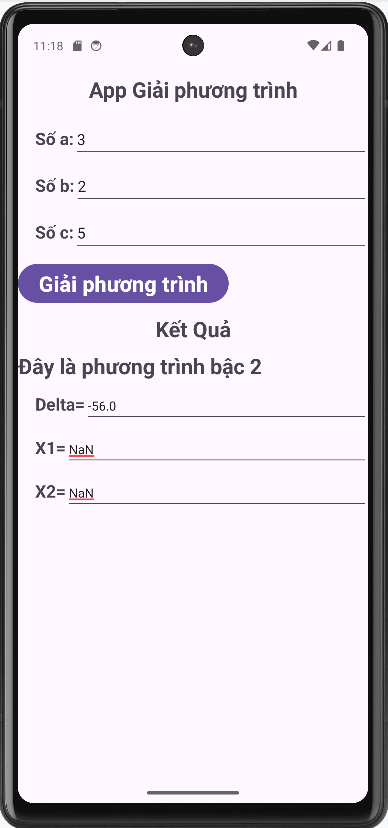 11:18
App Giải phương trình
Số a: 3
Số b: 2
Số c: 5
Giải phương trình
Kết Quả
Đây là phương trình bậc 2
Delta= -56.0
X1= NaN
X2= NaN